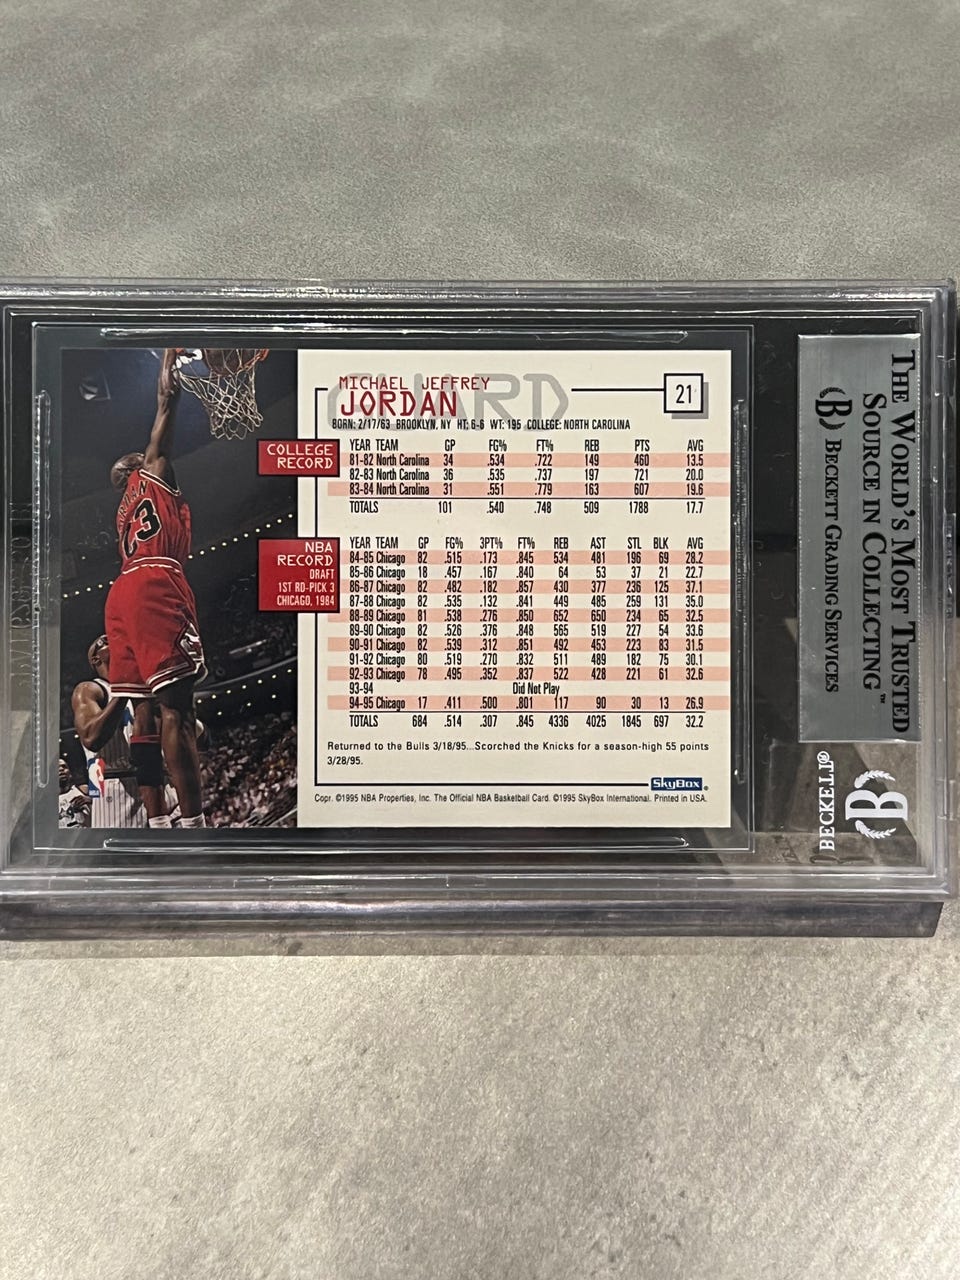 GUARD
MICHAEL JEFFREY
JORDAN
21
BORN: 2/17/63 BROOKLYN, NY HT: 6-6 WT: 195 COLLEGE: NORTH CAROLINA
COLLEGE
RECORD
YEAR TEAM GP FG% FT% REB PTS AVG
81-82 North Carolina 34 .534 .722 149 460 13.5
82-83 North Carolina 36 .535 .737 197 721 20.0
83-84 North Carolina 31 .551 .779 163 607 19.6
TOTALS 101 .540 .748 509 1788 17.7
NBA
RECORD
DRAFT
1ST RD-PICK 3
CHICAGO, 1984
YEAR TEAM GP FG% 3PT% FT% REB AST STL BLK AVG
84-85 Chicago 82 .515 .173 .845 534 481 196 69 28.2
85-86 Chicago 18 .457 .167 .840 64 53 37 21 22.7
86-87 Chicago 82 .482 .182 .857 430 377 236 125 37.1
87-88 Chicago 82 .535 .132 .841 449 485 259 131 35.0
88-89 Chicago 81 .538 .276 .850 652 650 234 65 32.5
89-90 Chicago 82 .526 .376 .848 565 519 227 54 33.6
90-91 Chicago 82 .539 .312 .851 492 453 223 83 31.5
91-92 Chicago 80 .519 .270 .832 511 489 182 75 30.1
92-93 Chicago 78 .495 .352 .837 522 428 221 61 32.6
93-94 Did Not Play
94-95 Chicago 17 .411 .500 .801 117 90 30 13 26.9
TOTALS 684 .514 .307 .845 4336 4025 1845 697 32.2
Returned to the Bulls 3/18/95...Scorched the Knicks for a season-high 55 points
3/28/95.
SkyBox®
Copr. ©1995 NBA Properties, Inc. The Official NBA Basketball Card. ©1995 SkyBox International. Printed in USA.
JORDAN
23
NBA
THE WORLD'S MOST TRUSTED
SOURCE IN COLLECTING™
B BECKETT GRADING SERVICES
B
BECKETT®